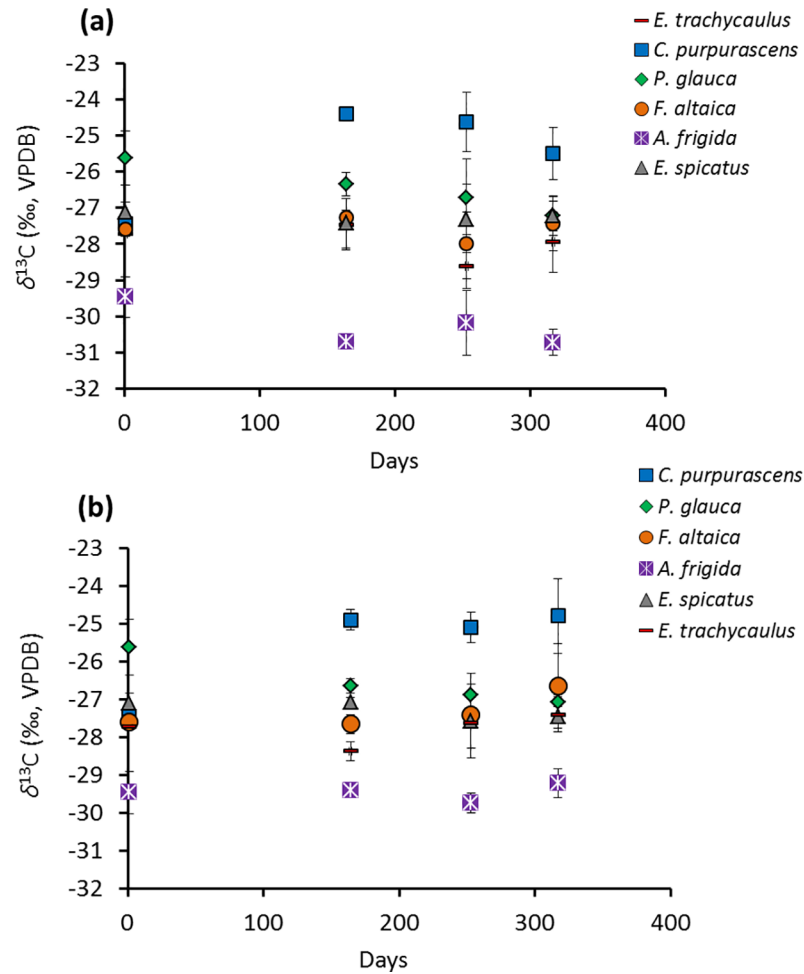 (a)
E. trachycaulus
C. purpurascens
P. glauca
F. altaica
A. frigida
E. spicatus
δ¹³C (‰, VPDB)
-23
-24
-25
-26
-27
-28
-29
-30
-31
-32
0 100 200 300 400
Days
(b)
C. purpurascens
P. glauca
F. altaica
A. frigida
E. spicatus
E. trachycaulus
δ¹³C (‰, VPDB)
-23
-24
-25
-26
-27
-28
-29
-30
-31
-32
0 100 200 300 400
Days